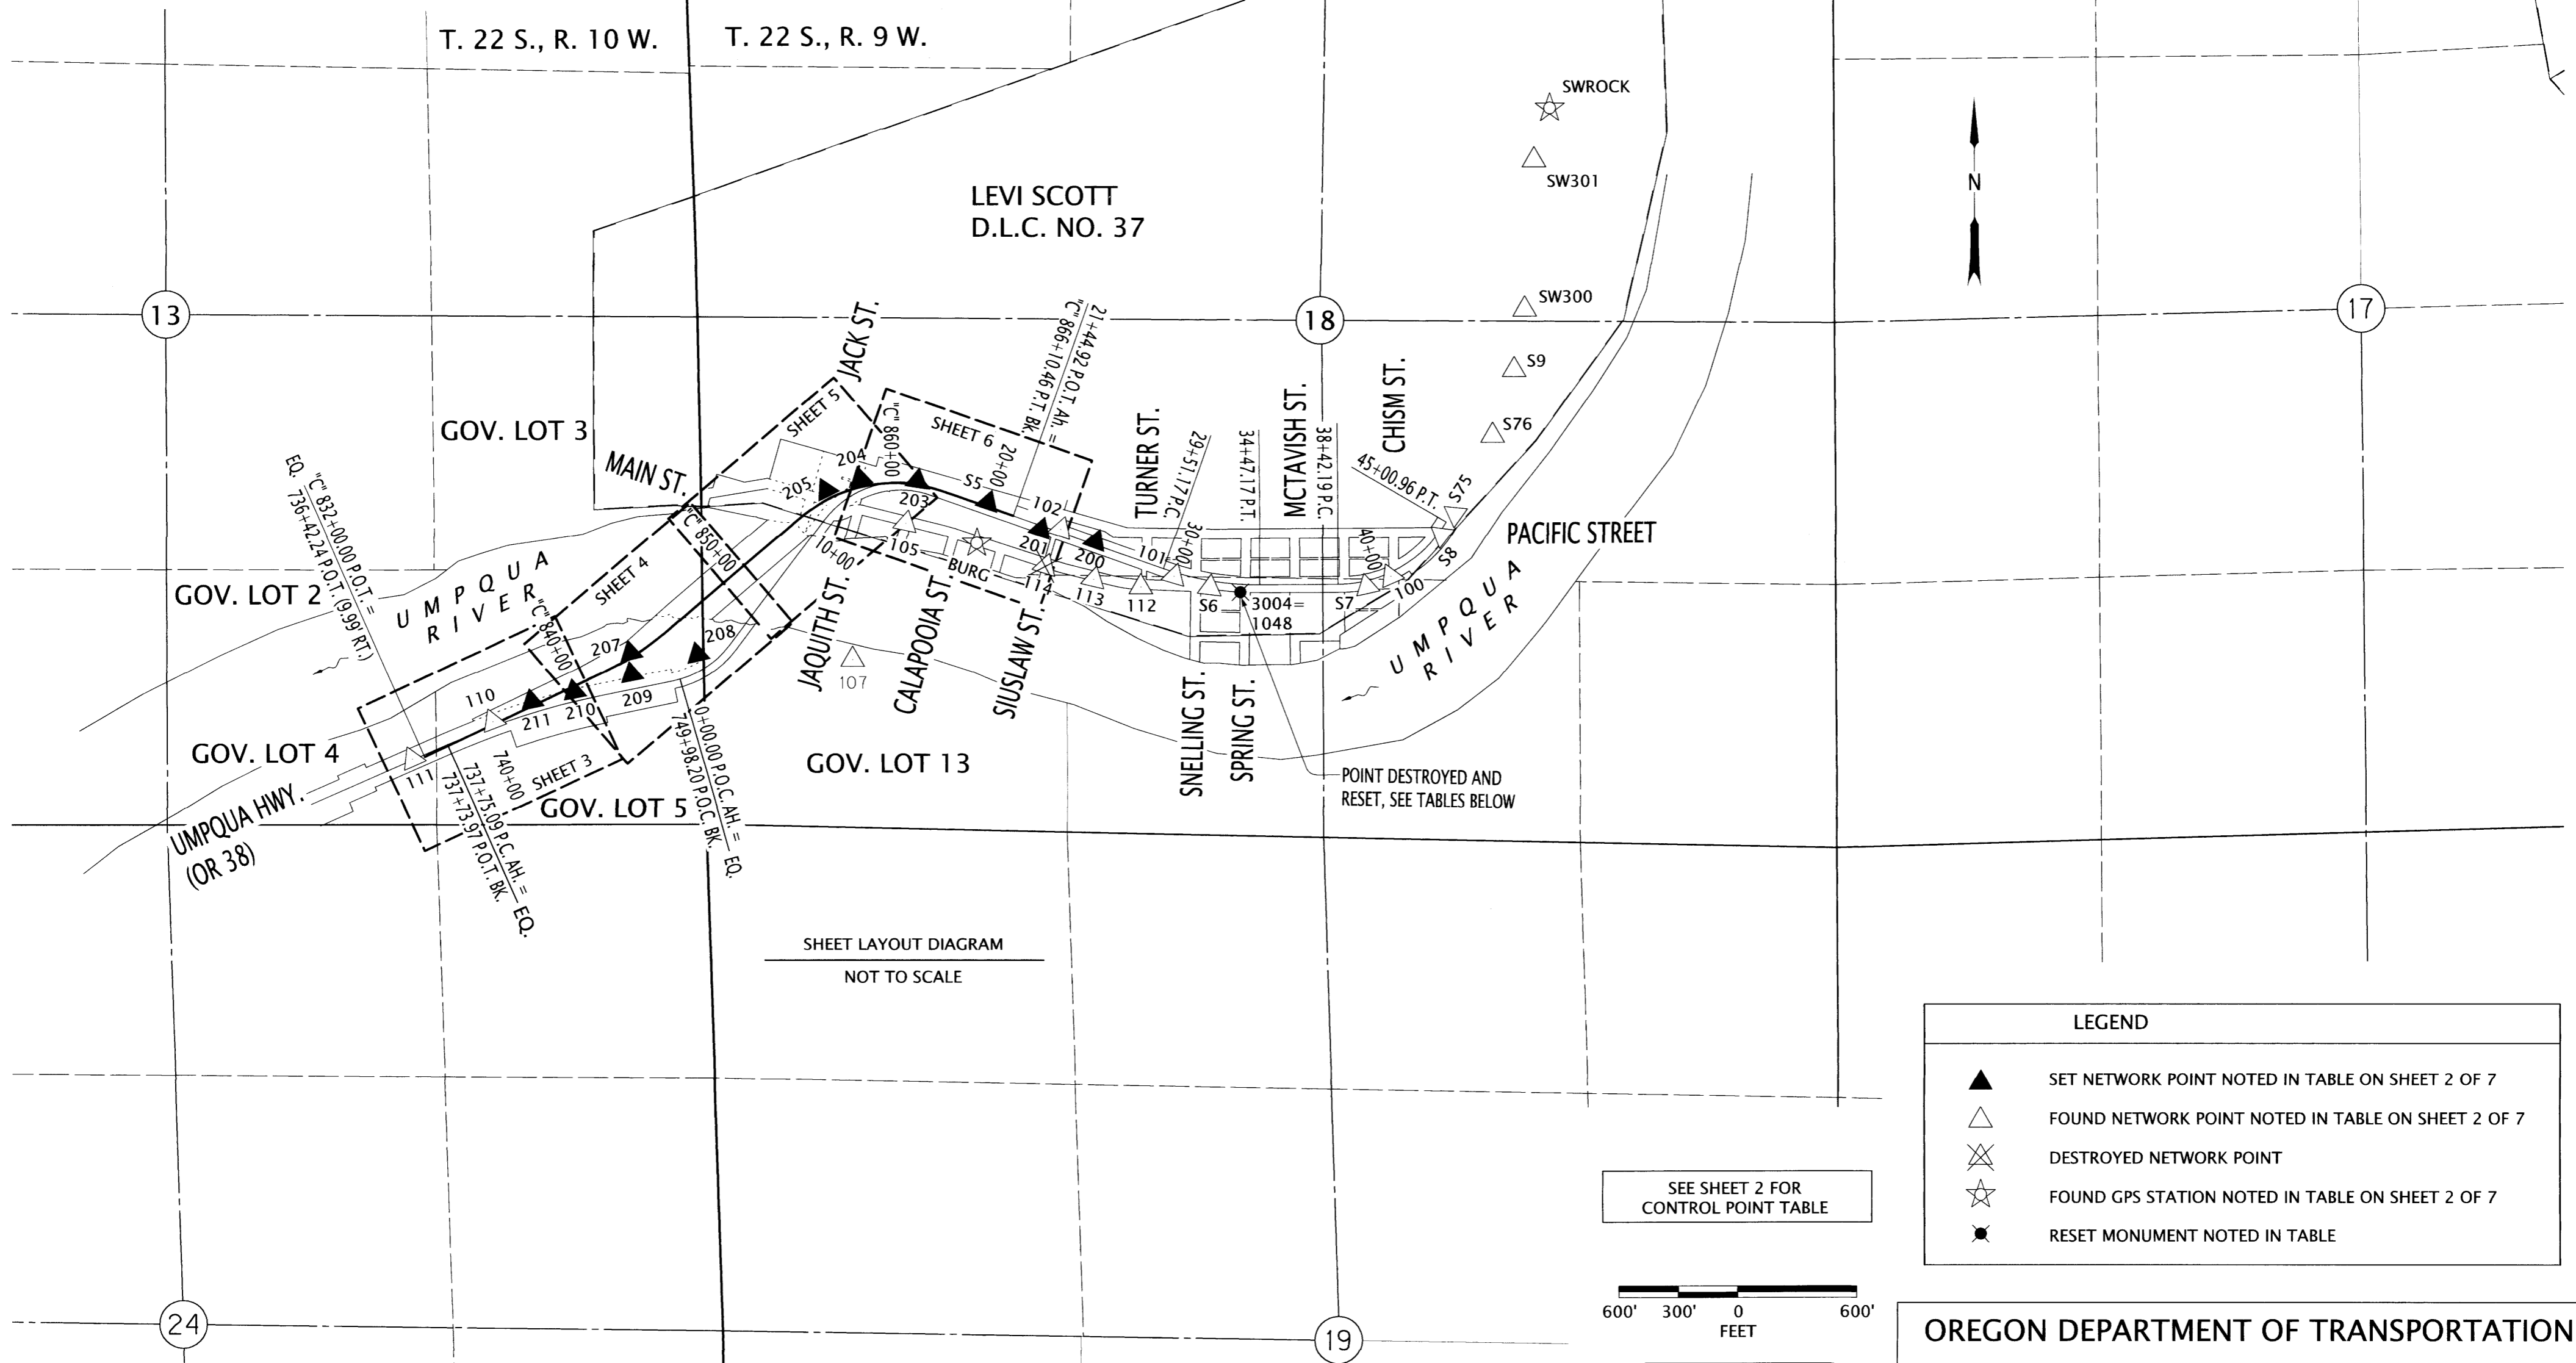 T. 22 S., R. 10 W.
T. 22 S., R. 9 W.
SWROCK
SW301
LEVI SCOTT
D.L.C. NO. 37
N
SW300
13
18
17
S9
S76
S75
JACK ST.
"C" 866+10.46 P.T. Bk.
21+44.92 P.O.T. Ah. =
CHISM ST.
MCTAVISH ST.
TURNER ST.
GOV. LOT 3
SHEET 5
"C" 860+00
SHEET 6
20+00
29+51.17 P.C.
34+47.17 P.T.
38+42.19 P.C.
45+00.96 P.T.
MAIN ST.
204
205
S5
203
102
"C" 850+00
10+00
105
BURG
201
200
101
30+00
114
113
112
S6
3004=
1048
S7
40+00
100
S8
PACIFIC STREET
EQ.
"C" 832+00.00 P.O.T. =
736+42.24 P.O.T. (9.99' RT.)
GOV. LOT 2
UMPQUA
RIVER
SHEET 4
"C" 840+00
207
208
UMPQUA
RIVER
JAQUITH ST.
CALAPOOIA ST.
SIUSLAW ST.
107
110
211
210
209
SNELLING ST.
SPRING ST.
GOV. LOT 4
111
740+00
SHEET 3
GOV. LOT 13
POINT DESTROYED AND
RESET, SEE TABLES BELOW
GOV. LOT 5
UMPQUA HWY.
(OR 38)
737+75.09 P.C. AH. =
737+73.97 P.O.T. BK.
EQ.
0+00.00 P.O.C. AH. =
749+98.20 P.O.C. BK.
EQ.
SHEET LAYOUT DIAGRAM
NOT TO SCALE
LEGEND
SET NETWORK POINT NOTED IN TABLE ON SHEET 2 OF 7
FOUND NETWORK POINT NOTED IN TABLE ON SHEET 2 OF 7
DESTROYED NETWORK POINT
FOUND GPS STATION NOTED IN TABLE ON SHEET 2 OF 7
RESET MONUMENT NOTED IN TABLE
SEE SHEET 2 FOR
CONTROL POINT TABLE
600' 300' 0 600'
FEET
24
19
OREGON DEPARTMENT OF TRANSPORTATION